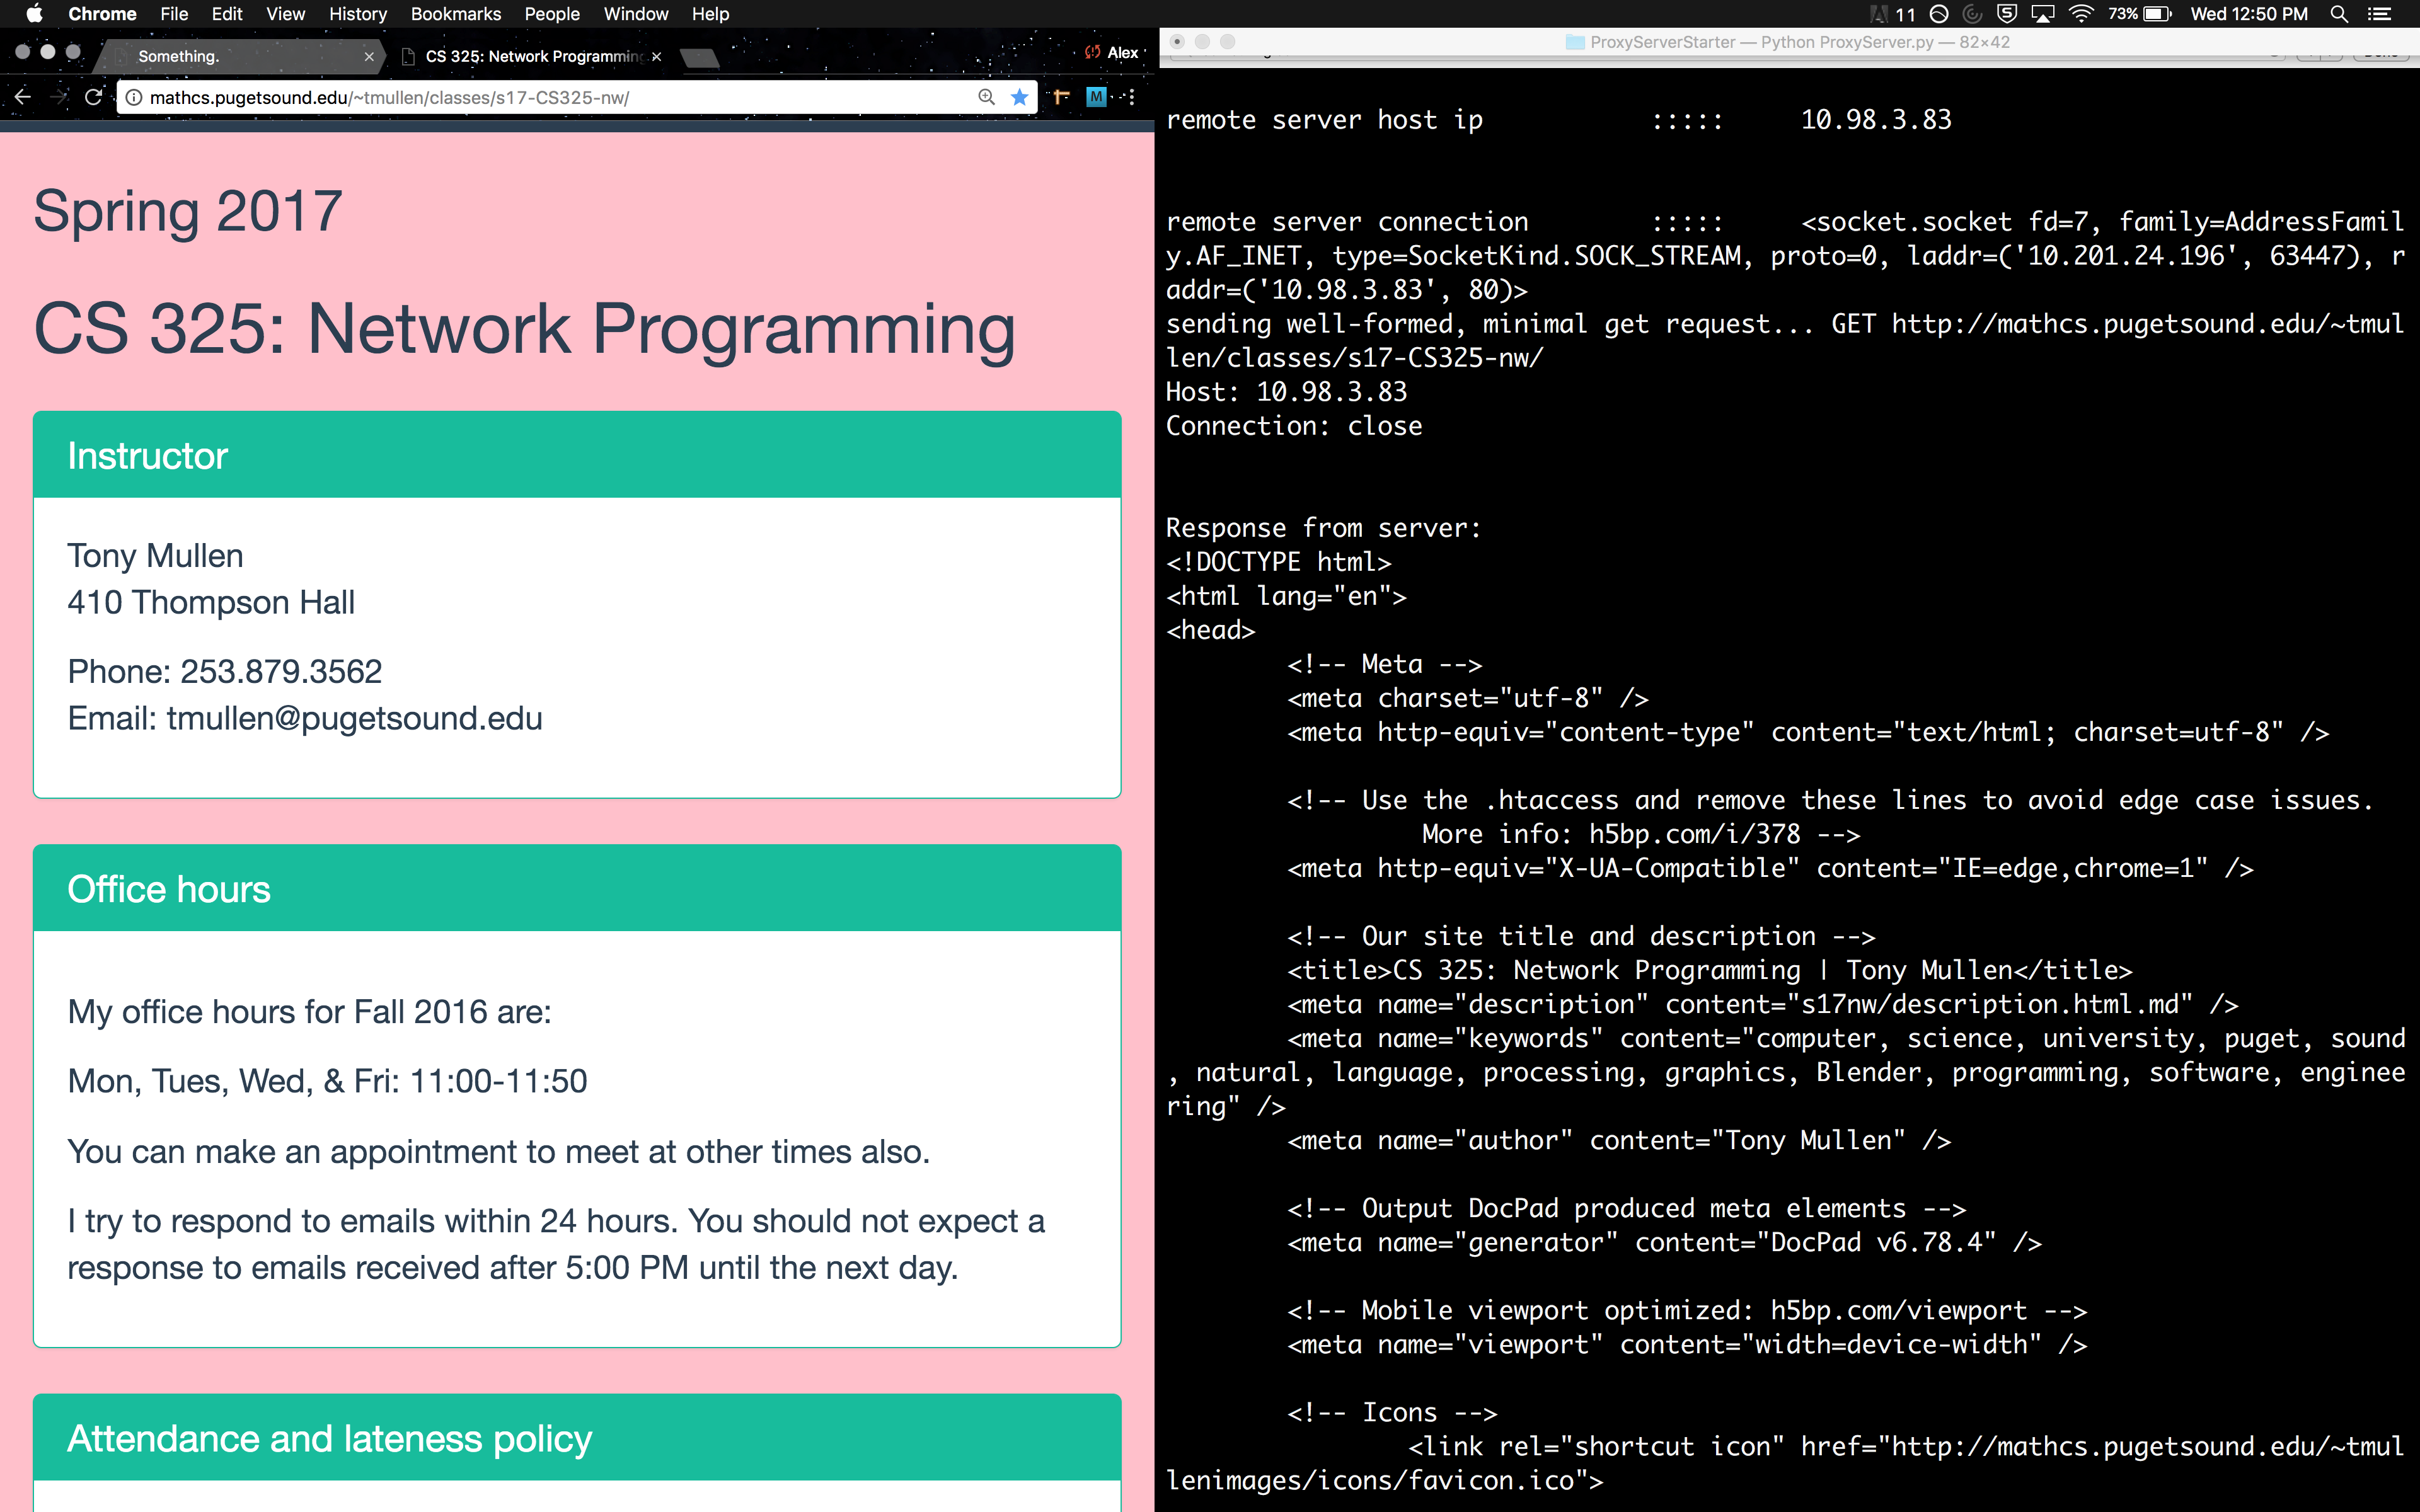 Chrome File Edit View History Bookmarks People Window Help
11 73% Wed 12:50 PM
Something. × CS 325: Network Programming × Alex
mathcs.pugetsound.edu/~tmullen/classes/s17-CS325-nw/
M
Spring 2017
CS 325: Network Programming
Instructor
Tony Mullen
410 Thompson Hall
Phone: 253.879.3562
Email: tmullen@pugetsound.edu
Office hours
My office hours for Fall 2016 are:
Mon, Tues, Wed, & Fri: 11:00-11:50
You can make an appointment to meet at other times also.
I try to respond to emails within 24 hours. You should not expect a
response to emails received after 5:00 PM until the next day.
Attendance and lateness policy
ProxyServerStarter — Python ProxyServer.py — 82×42
remote server host ip ::::: 10.98.3.83
remote server connection ::::: <socket.socket fd=7, family=AddressFamil
y.AF_INET, type=SocketKind.SOCK_STREAM, proto=0, laddr=('10.201.24.196', 63447), r
addr=('10.98.3.83', 80)>
sending well-formed, minimal get request... GET http://mathcs.pugetsound.edu/~tmul
len/classes/s17-CS325-nw/
Host: 10.98.3.83
Connection: close
Response from server:
<!DOCTYPE html>
<html lang="en">
<head>
<!-- Meta -->
<meta charset="utf-8" />
<meta http-equiv="content-type" content="text/html; charset=utf-8" />
<!-- Use the .htaccess and remove these lines to avoid edge case issues.
More info: h5bp.com/i/378 -->
<meta http-equiv="X-UA-Compatible" content="IE=edge,chrome=1" />
<!-- Our site title and description -->
<title>CS 325: Network Programming | Tony Mullen</title>
<meta name="description" content="s17nw/description.html.md" />
<meta name="keywords" content="computer, science, university, puget, sound
, natural, language, processing, graphics, Blender, programming, software, enginee
ring" />
<meta name="author" content="Tony Mullen" />
<!-- Output DocPad produced meta elements -->
<meta name="generator" content="DocPad v6.78.4" />
<!-- Mobile viewport optimized: h5bp.com/viewport -->
<meta name="viewport" content="width=device-width" />
<!-- Icons -->
<link rel="shortcut icon" href="http://mathcs.pugetsound.edu/~tmul
lenimages/icons/favicon.ico">